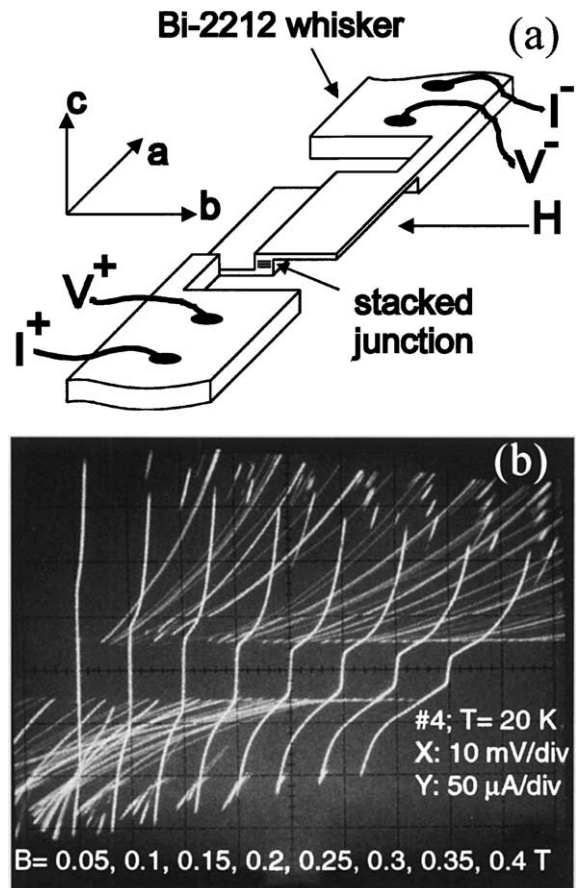 Bi-2212 whisker
(a)
c
a
b
I⁻
V⁻
H
V⁺
I⁺
stacked
junction
(b)
#4; T= 20 K
X: 10 mV/div
Y: 50 μA/div
B= 0.05, 0.1, 0.15, 0.2, 0.25, 0.3, 0.35, 0.4 T